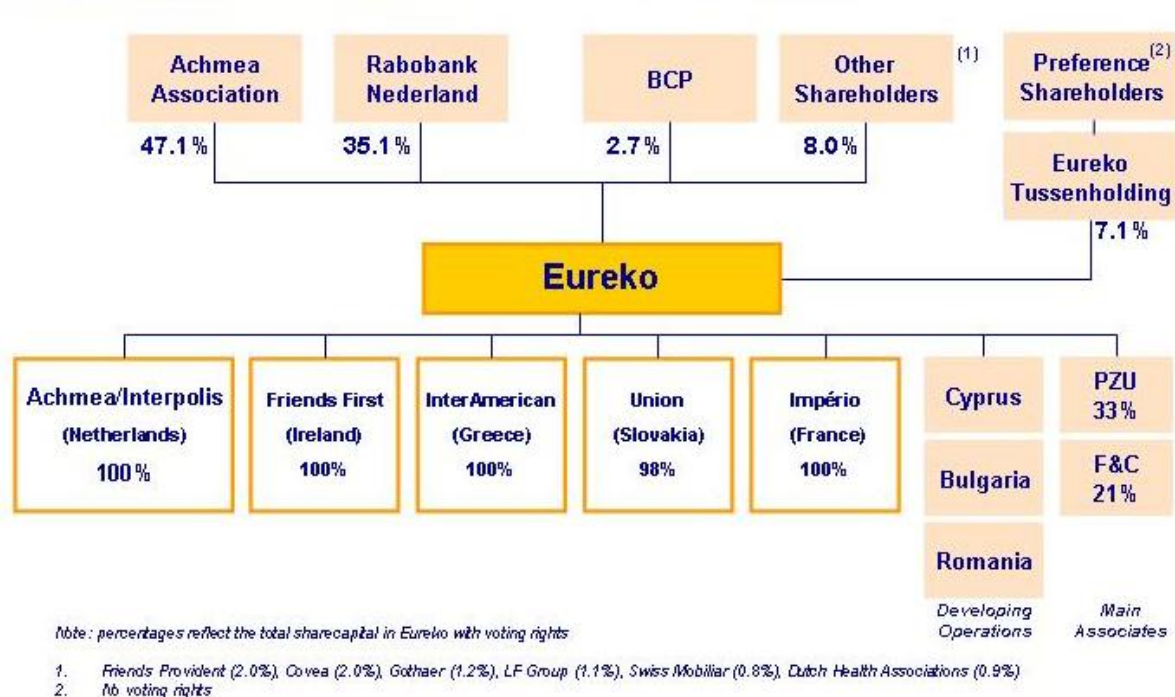 Achmea
Association
Rabobank
Nederland
BCP
Other
Shareholders
(1)
Preference
Shareholders
(2)
47.1%
35.1%
2.7%
8.0%
Eureko
Tussenholding
7.1%
Eureko
Achmea/Interpolis
(Netherlands)
100%
Friends First
(Ireland)
100%
InterAmerican
(Greece)
100%
Union
(Slovakia)
98%
Império
(France)
100%
Cyprus
Bulgaria
Romania
Developing
Operations
PZU
33%
F&C
21%
Main
Associates
Note: percentages reflect the total sharecapital in Eureko with voting rights
1. Friends Provident (2.0%), Covea (2.0%), Gothaer (1.2%), LF Group (1.1%), Swiss Mobiliar (0.8%), Dutch Health Associations (0.9%)
2. No voting rights